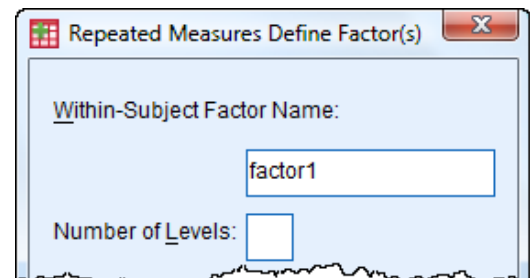 Repeated Measures Define Factor(s)
Within-Subject Factor Name:
factor1
Number of Levels: